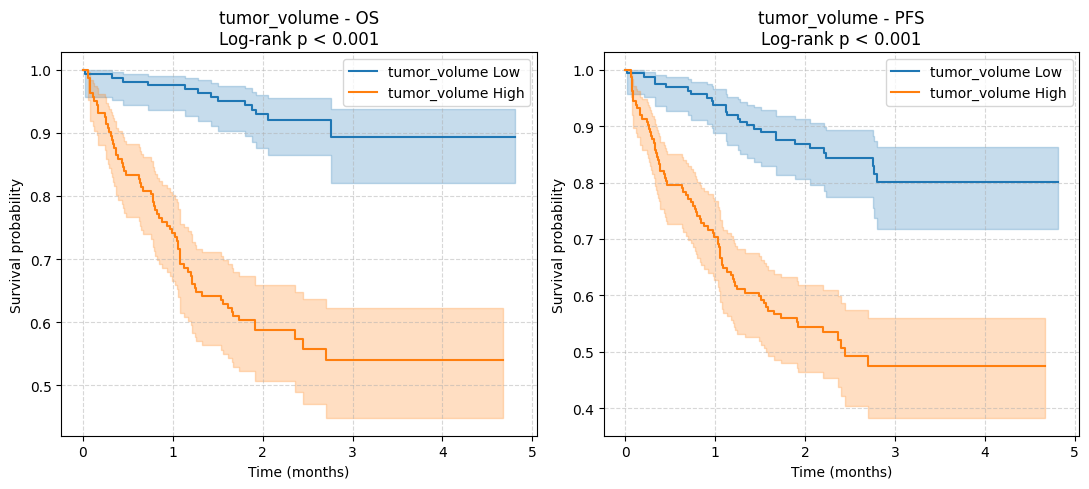 tumor_volume - OS
Log-rank p < 0.001
tumor_volume Low
tumor_volume High
Survival probability
1.0
0.9
0.8
0.7
0.6
0.5
0 1 2 3 4 5
Time (months)
tumor_volume - PFS
Log-rank p < 0.001
tumor_volume Low
tumor_volume High
Survival probability
1.0
0.9
0.8
0.7
0.6
0.5
0.4
0 1 2 3 4 5
Time (months)